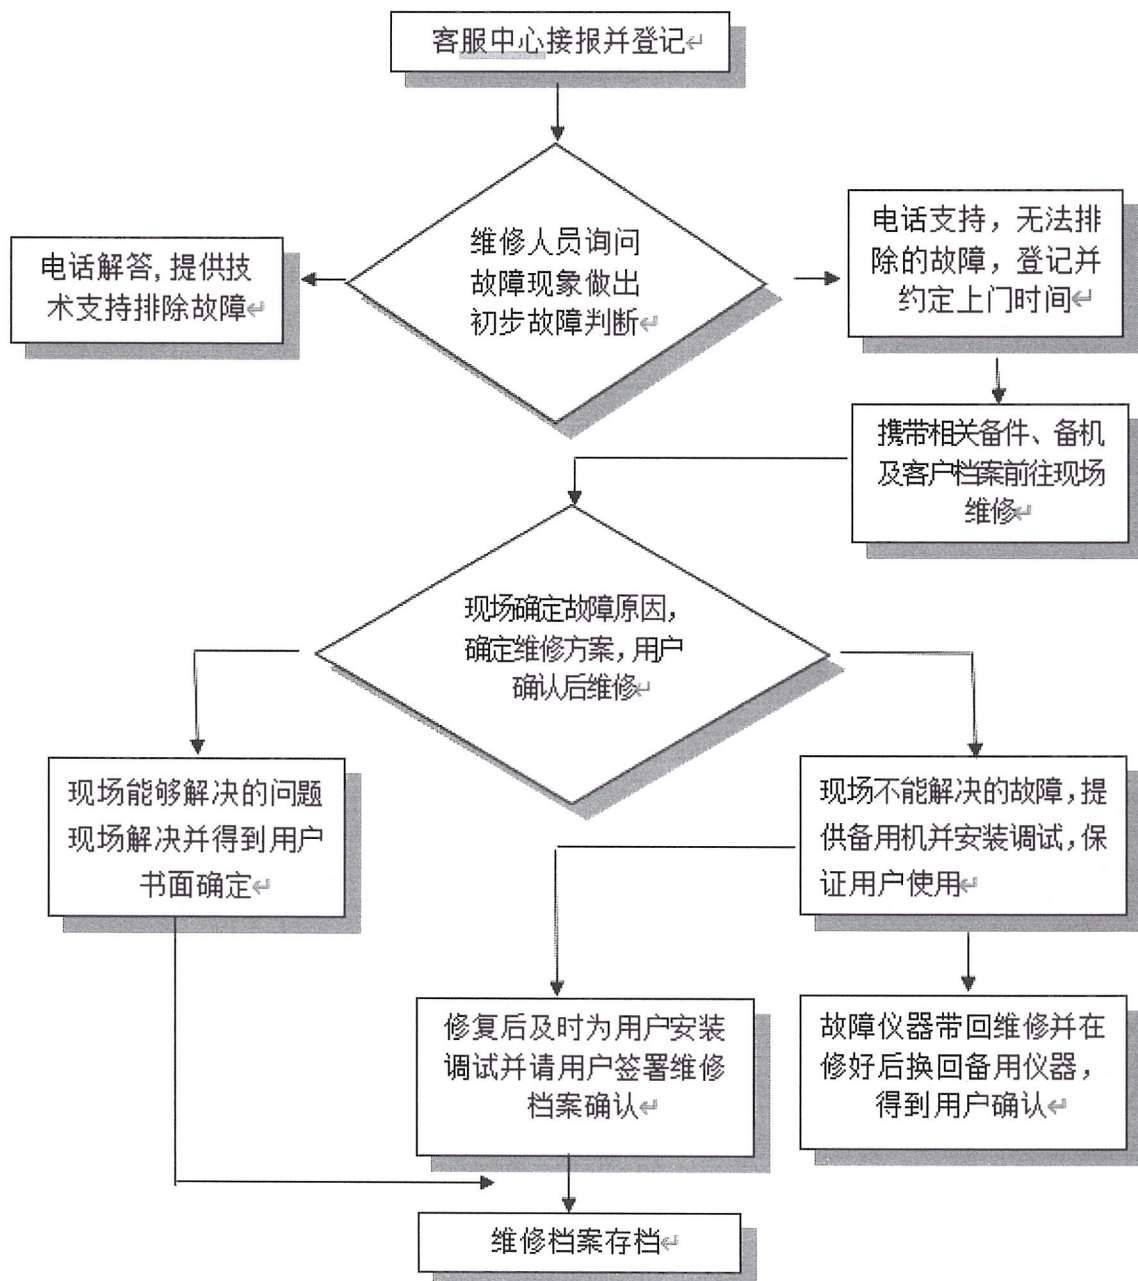 客服中心接报并登记↵
维修人员询问
故障现象做出
初步故障判断↵
电话解答,提供技
术支持排除故障↵
电话支持，无法排
除的故障，登记并
约定上门时间↵
携带相关备件、备机
及客户档案前往现场
维修↵
现场确定故障原因，
确定维修方案，用户
确认后维修↵
现场能够解决的问题
现场解决并得到用户
书面确定↵
现场不能解决的故障，提
供备用机并安装调试，保
证用户使用↵
修复后及时为用户安装
调试并请用户签署维修
档案确认↵
故障仪器带回维修并在
修好后换回备用仪器，
得到用户确认↵
维修档案存档↵